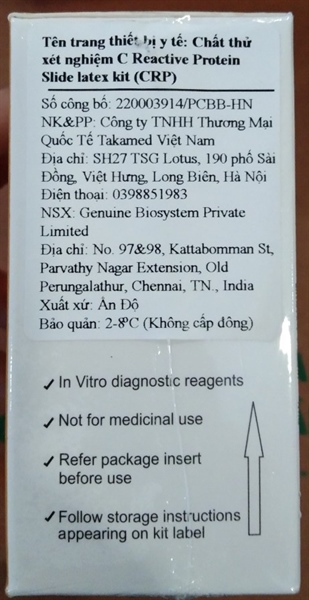 Tên trang thiết bị y tế: Chất thử
xét nghiệm C Reactive Protein
Slide latex kit (CRP)
Số công bố: 220003914/PCBB-HN
NK&PP: Công ty TNHH Thương Mại
Quốc Tế Takamed Việt Nam
Địa chỉ: SH27 TSG Lotus, 190 phố Sài
Đồng, Việt Hưng, Long Biên, Hà Nội
Điện thoại: 0398851983
NSX: Genuine Biosystem Private
Limited
Địa chỉ: No. 97&98, Kattabomman St,
Parvathy Nagar Extension, Old
Perungalathur, Chennai, TN., India
Xuất xứ: Ấn Độ
Bảo quản: 2-8ºC (Không cấp đông)
✓ In Vitro diagnostic reagents
✓ Not for medicinal use
✓ Refer package insert
before use
✓ Follow storage instructions
appearing on kit label